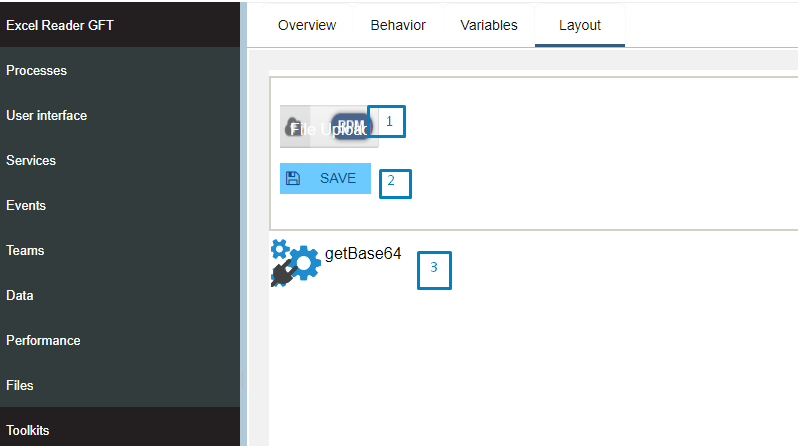 Excel Reader GFT
Overview Behavior Variables Layout
Processes
User interface
Services
Events
Teams
Data
Performance
Files
Toolkits
BPM
File Upload
1
SAVE
2
getBase64
3